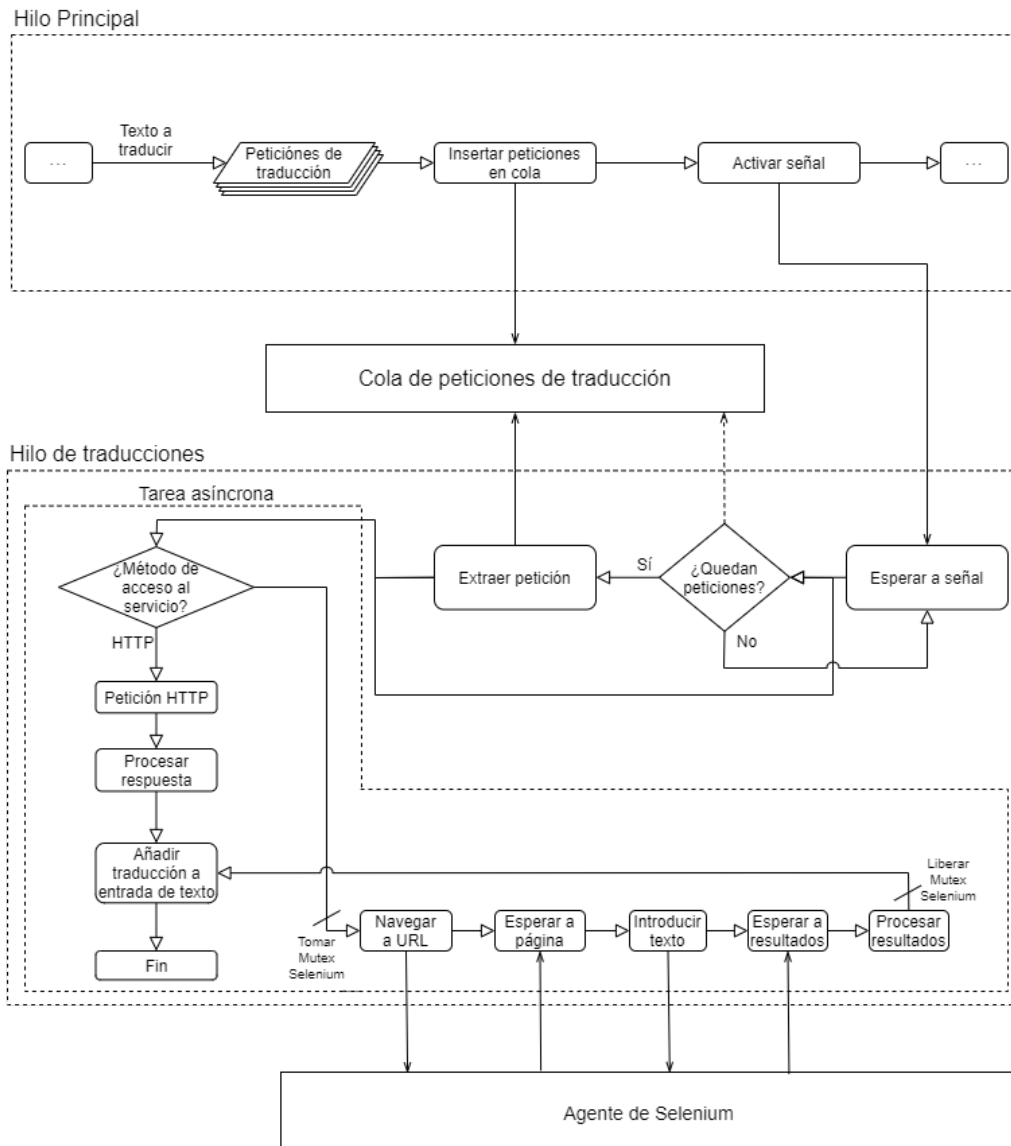 Hilo Principal
...
Texto a
traducir
Peticiónes de
traducción
Insertar peticiones
en cola
Activar señal
...
Cola de peticiones de traducción
Hilo de traducciones
Tarea asíncrona
¿Método de
acceso al
servicio?
Extraer petición
Sí
¿Quedan
peticiones?
Esperar a señal
No
HTTP
Petición HTTP
Procesar
respuesta
Añadir
traducción a
entrada de texto
Fin
Tomar
Mutex
Selenium
Navegar
a URL
Esperar a
página
Introducir
texto
Esperar a
resultados
Procesar
resultados
Liberar
Mutex
Selenium
Agente de Selenium